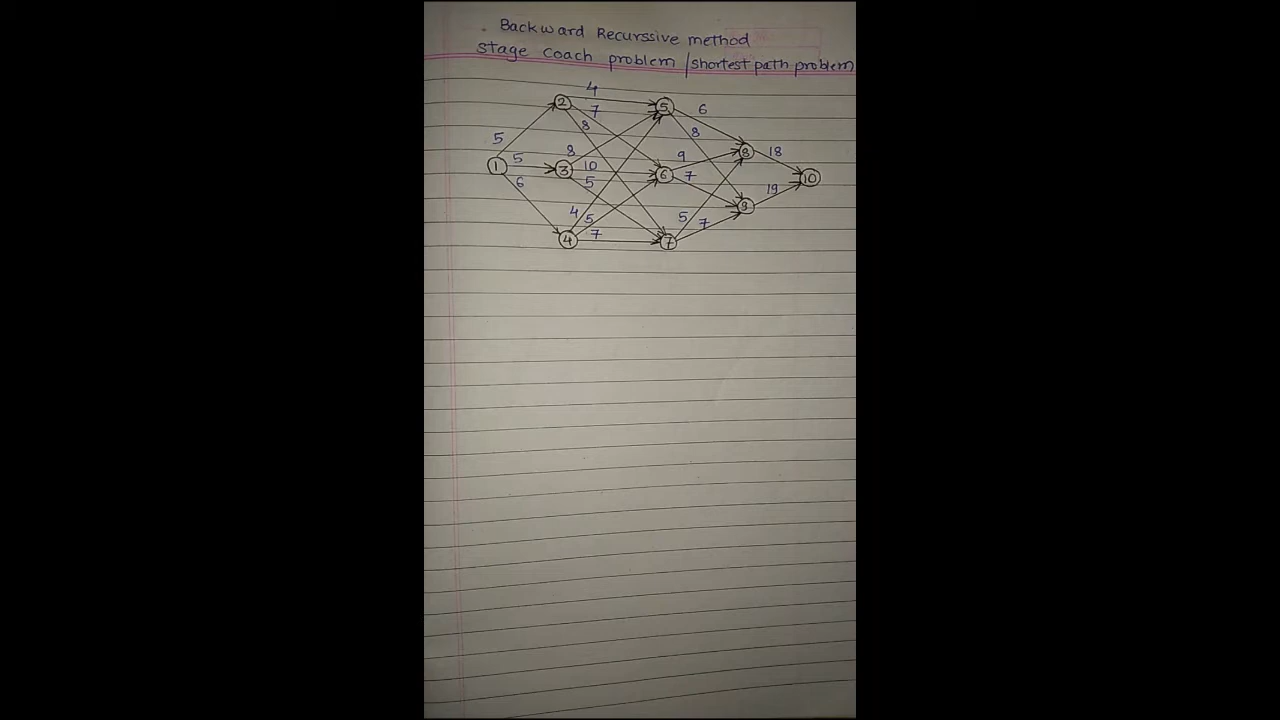 Backward Recurssive method
Stage Coach problem /shortest path problem
4
2 5 6
7
8 8
5 8 9 8 18
1 5 3 10 6 7 10
5
6 19
9
4 5 5 7
4 7 7